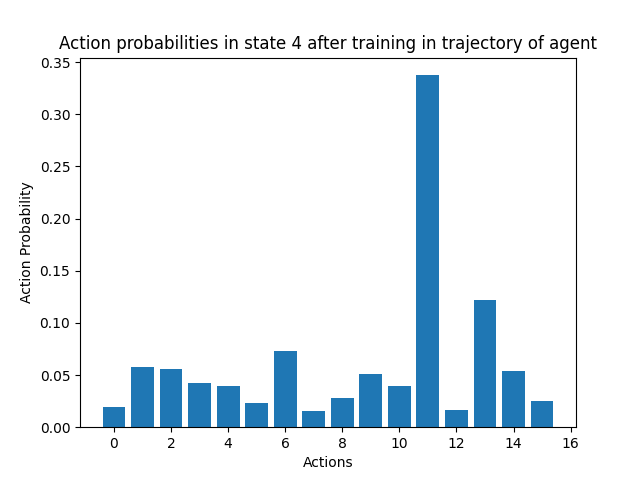 Action probabilities in state 4 after training in trajectory of agent
0.35
0.30
0.25
0.20
0.15
0.10
0.05
0.00
Action Probability
0 2 4 6 8 10 12 14 16
Actions